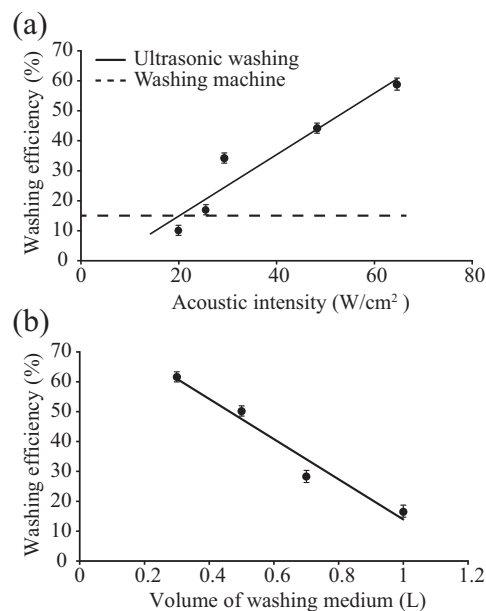 (a)
70
60
50
40
30
20
10
0
Washing efficiency (%)
Ultrasonic washing
Washing machine
0 20 40 60 80
Acoustic intensity (W/cm² )
(b)
70
60
50
40
30
20
10
0
Washing efficiency (%)
0 0.2 0.4 0.6 0.8 1 1.2
Volume of washing medium (L)